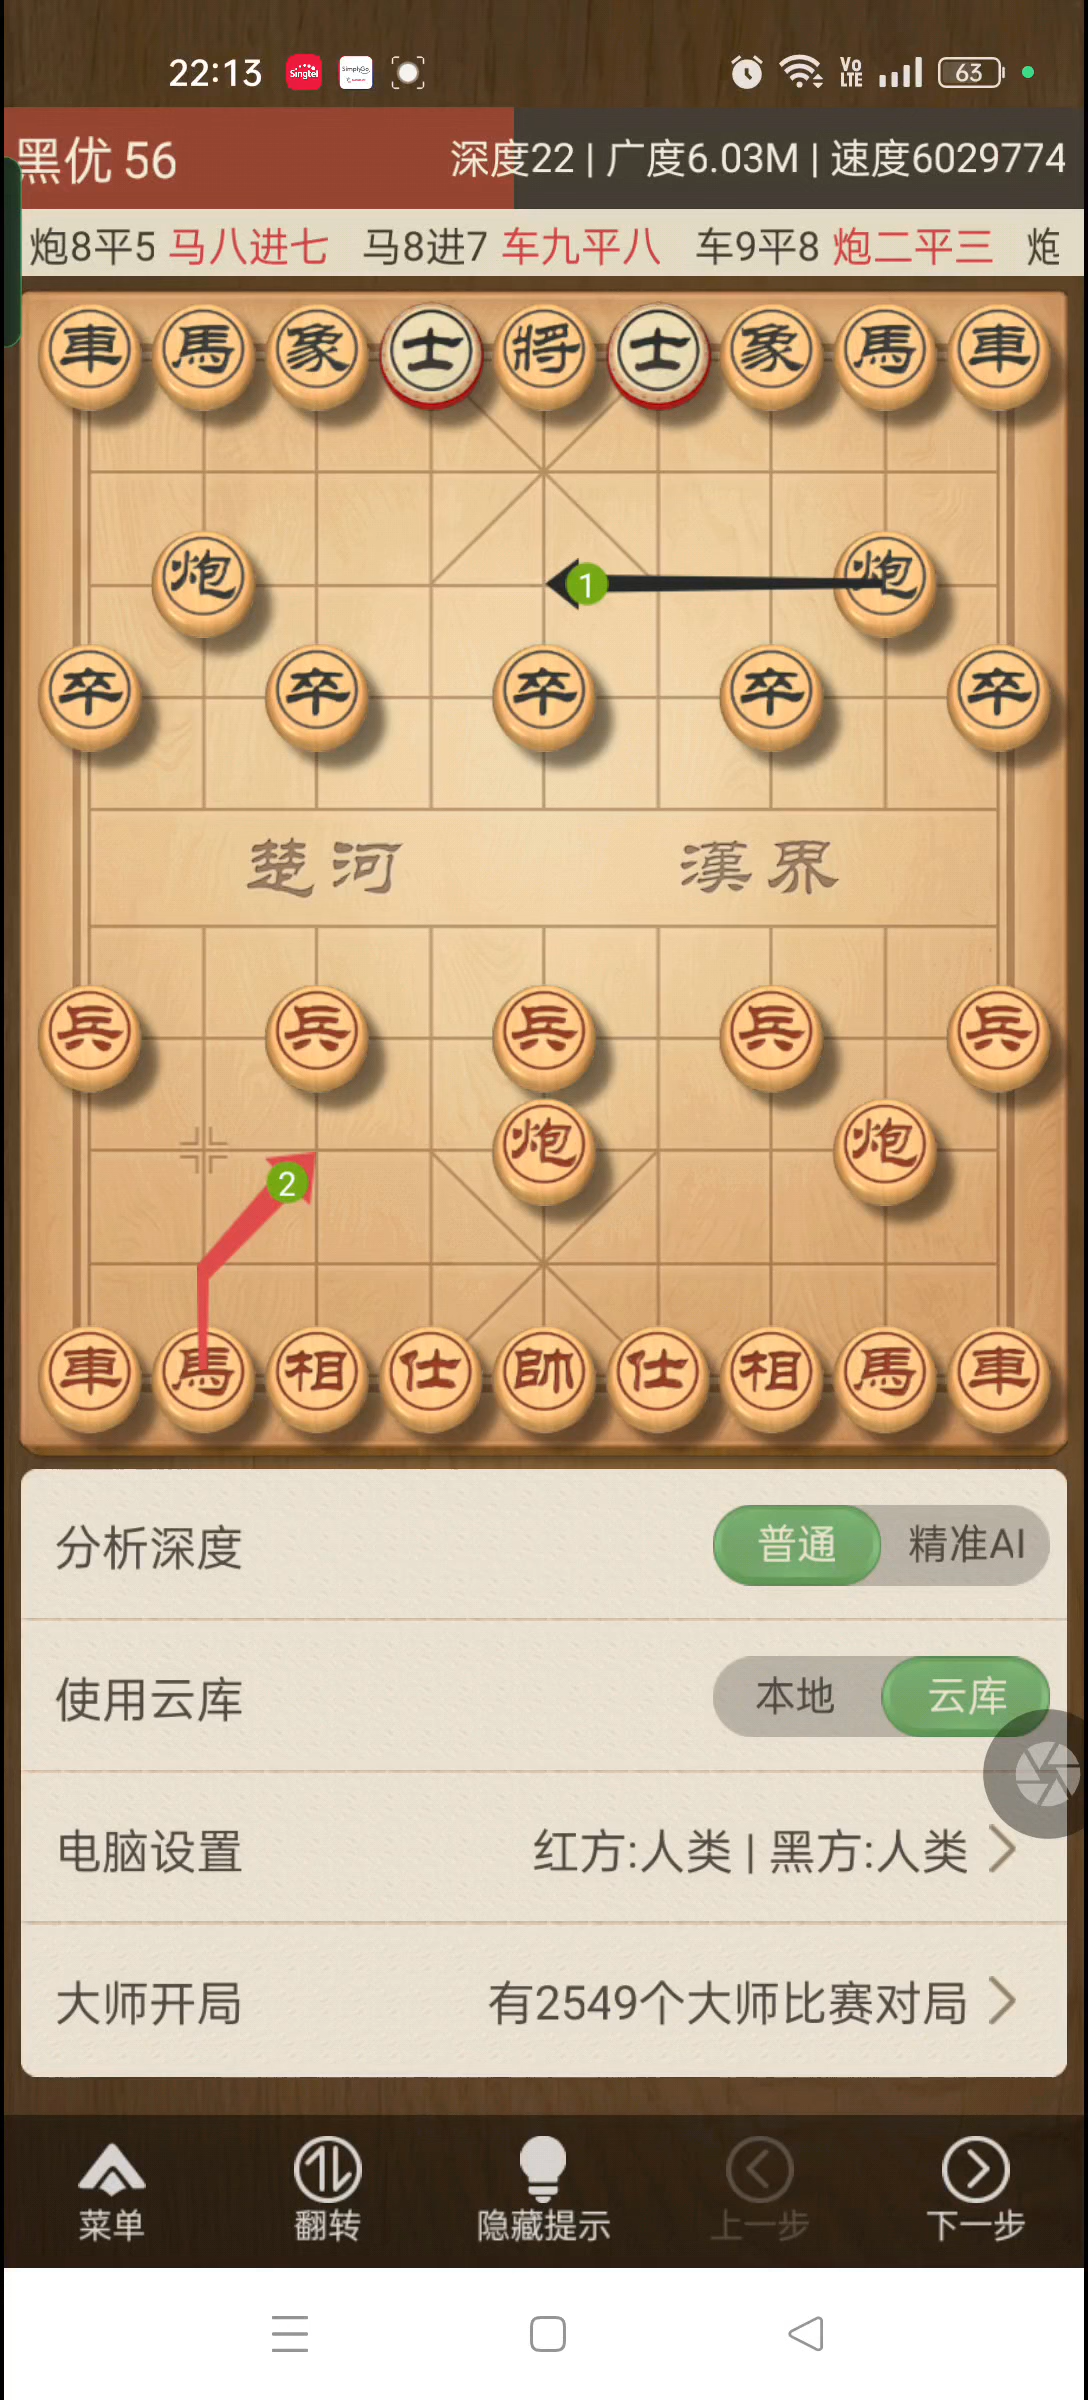 22:13 Singtel SimplyGo VoLTE 63
黑优 56 深度22 | 广度6.03M | 速度6029774
炮8平5 马八进七 马8进7 车九平八 车9平8 炮二平三 炮
車 馬 象 士 將 士 象 馬 車
炮 1 炮
卒 卒 卒 卒 卒
楚河 漢界
兵 兵 兵 兵 兵
炮 炮
2
車 馬 相 仕 帥 仕 相 馬 車
分析深度 普通 精准AI
使用云库 本地 云库
电脑设置 红方:人类 | 黑方:人类
大师开局 有2549个大师比赛对局
菜单 翻转 隐藏提示 上一步 下一步